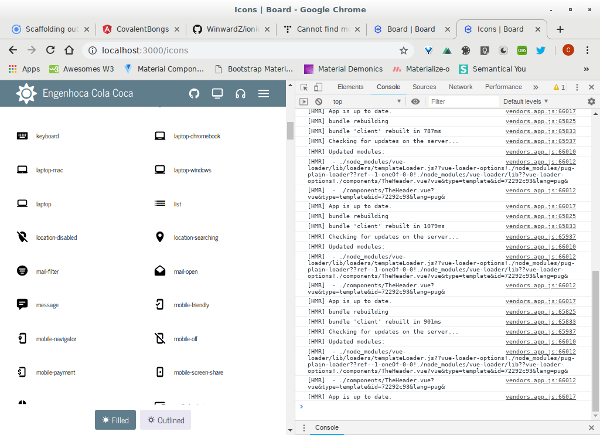 Icons | Board - Google Chrome
Scaffolding out
CovalentBongs
WinwardZ/ioni
Cannot find m
Board | Board
Icons | Board
localhost:3000/icons
C
Apps
Awesomes W3
Material Compon…
Bootstrap Materi…
Material Demonics
Materialize-o
Semantical You
»
Engenhoca Cola Coca
keyboard
laptop-chromebook
laptop-mac
laptop-windows
laptop
list
location-disabled
location-searching
mail-filter
mail-open
message
mobile-friendly
mobile-navigator
mobile-off
mobile-payment
mobile-screen-share
Filled
Outlined
Elements
Console
Sources
Network
Performance
»
1
top
Filter
Default levels
[HMR] App is up to date. vendors.app.js:66017
[HMR] bundle rebuilding vendors.app.js:65825
[HMR] bundle 'client' rebuilt in 787ms vendors.app.js:65833
[HMR] Checking for updates on the server... vendors.app.js:65937
[HMR] Updated modules: vendors.app.js:66010
[HMR] - ./node_modules/vue- vendors.app.js:66012
loader/lib/loaders/templateLoader.js??vue-loader-options!./node_modules/pug-
plain-loader??ref--1-oneOf-0-0!./node_modules/vue-loader/lib??vue-loader-
options!./components/TheHeader.vue?vue&type=template&id=72292c93&lang=pug&
[HMR] - ./components/TheHeader.vue? vendors.app.js:66012
vue&type=template&id=72292c93&lang=pug&
[HMR] App is up to date. vendors.app.js:66017
[HMR] bundle rebuilding vendors.app.js:65825
[HMR] bundle 'client' rebuilt in 1079ms vendors.app.js:65833
[HMR] Checking for updates on the server... vendors.app.js:65937
[HMR] Updated modules: vendors.app.js:66010
[HMR] - ./node_modules/vue- vendors.app.js:66012
loader/lib/loaders/templateLoader.js??vue-loader-options!./node_modules/pug-
plain-loader??ref--1-oneOf-0-0!./node_modules/vue-loader/lib??vue-loader-
options!./components/TheHeader.vue?vue&type=template&id=72292c93&lang=pug&
[HMR] - ./components/TheHeader.vue? vendors.app.js:66012
vue&type=template&id=72292c93&lang=pug&
[HMR] App is up to date. vendors.app.js:66017
[HMR] bundle rebuilding vendors.app.js:65825
[HMR] bundle 'client' rebuilt in 901ms vendors.app.js:65833
[HMR] Checking for updates on the server... vendors.app.js:65937
[HMR] Updated modules: vendors.app.js:66010
[HMR] - ./node_modules/vue- vendors.app.js:66012
loader/lib/loaders/templateLoader.js??vue-loader-options!./node_modules/pug-
plain-loader??ref--1-oneOf-0-0!./node_modules/vue-loader/lib??vue-loader-
options!./components/TheHeader.vue?vue&type=template&id=72292c93&lang=pug&
[HMR] - ./components/TheHeader.vue? vendors.app.js:66012
vue&type=template&id=72292c93&lang=pug&
[HMR] App is up to date. vendors.app.js:66017
Console